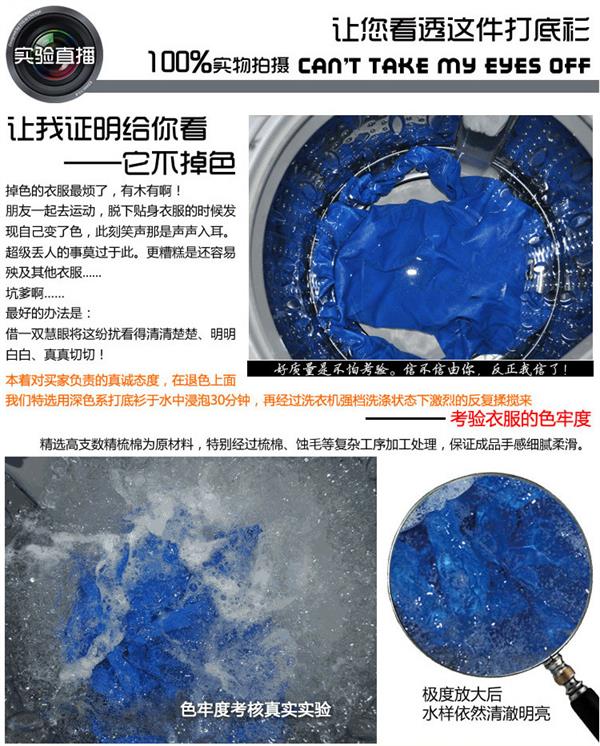 实验直播
让您看透这件打底衫
100%实物拍摄 CAN'T TAKE MY EYES OFF
让我证明给你看
——它不掉色
掉色的衣服最烦了，有木有啊！
朋友一起去运动，脱下贴身衣服的时候发
现自己变了色，此刻笑声那是声声入耳。
超级丢人的事莫过于此。更糟糕是还容易
殃及其他衣服……
坑爹啊……
最好的办法是：
借一双慧眼将这纷扰看得清清楚楚、明明
白白、真真切切！
好质量是不怕考验。信不信由你，反正我信了！
本着对买家负责的真诚态度，在退色上面
我们特选用深色系打底衫于水中浸泡30分钟，再经过洗衣机强档洗涤状态下激烈的反复揉搅来
——考验衣服的色牢度
精选高支数精梳棉为原材料，特别经过梳棉、蚀毛等复杂工序加工处理，保证成品手感细腻柔滑。
色牢度考核真实实验
极度放大后
水样依然清澈明亮